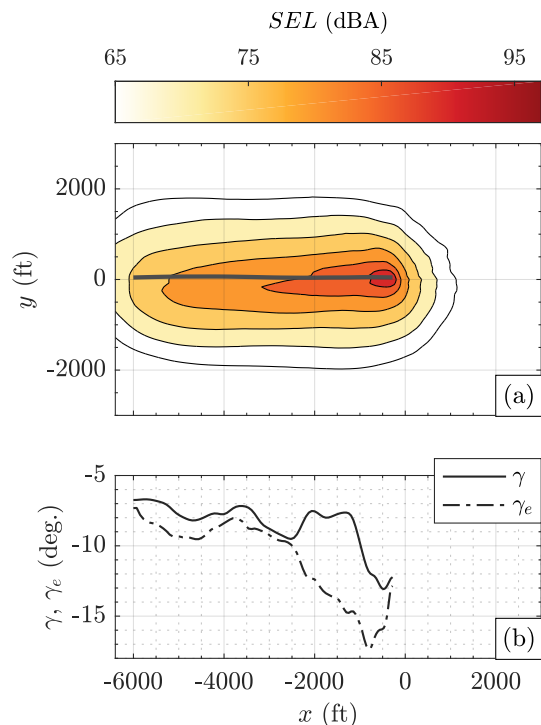 SEL (dBA)
65 75 85 95
2000
0
-2000
y (ft)
(a)
-5
-10
-15
γ, γe (deg.)
γ
γe
(b)
-6000 -4000 -2000 0 2000
x (ft)